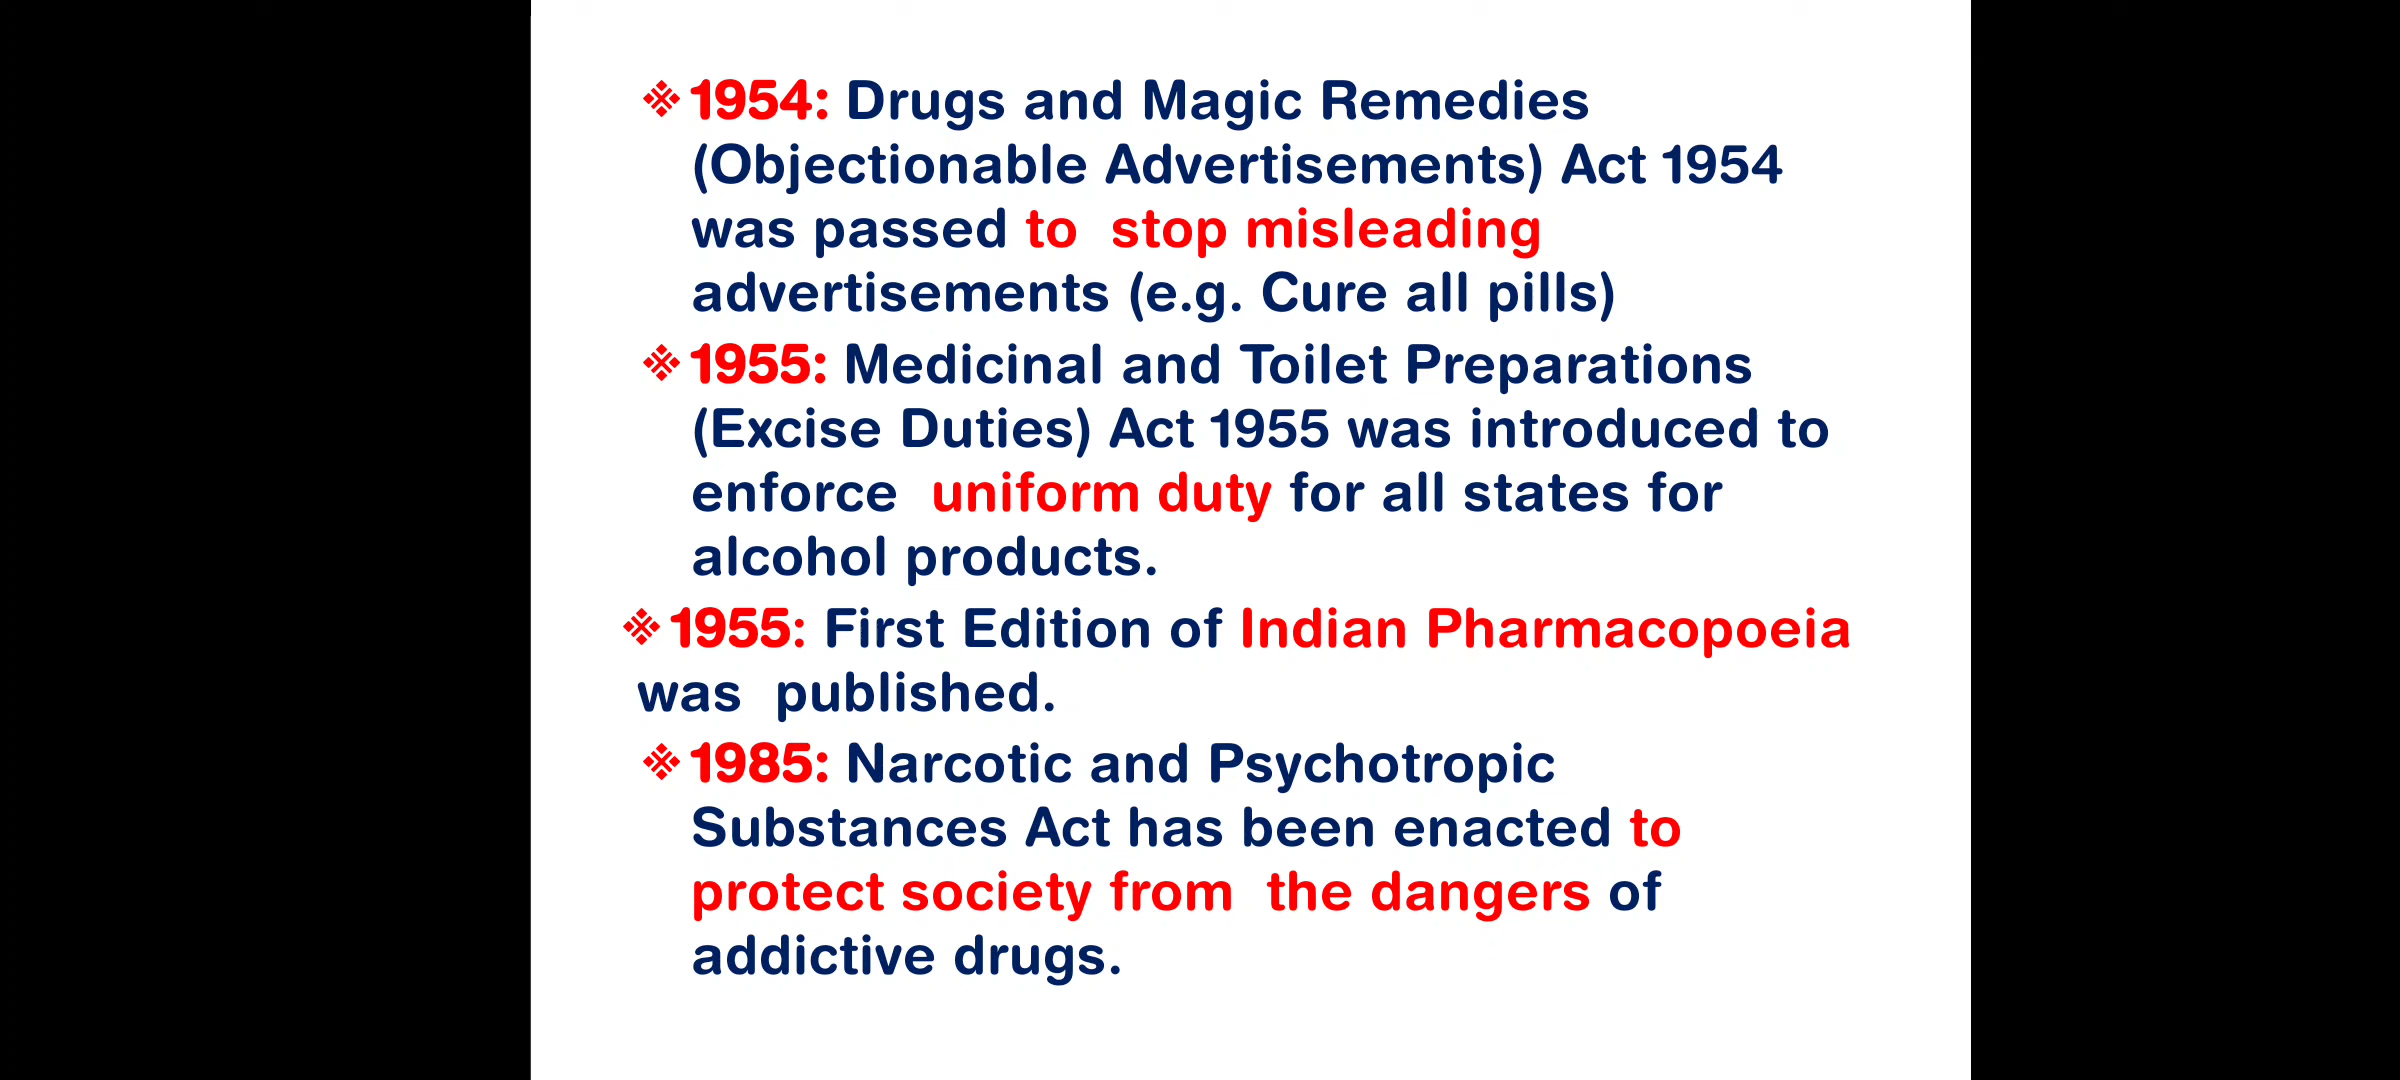 ❖1954: Drugs and Magic Remedies
(Objectionable Advertisements) Act 1954
was passed to  stop misleading
advertisements (e.g. Cure all pills)
❖1955: Medicinal and Toilet Preparations
(Excise Duties) Act 1955 was introduced to
enforce  uniform duty for all states for
alcohol products.
❖1955: First Edition of Indian Pharmacopoeia
was  published.
❖1985: Narcotic and Psychotropic
Substances Act has been enacted to
protect society from  the dangers of
addictive drugs.